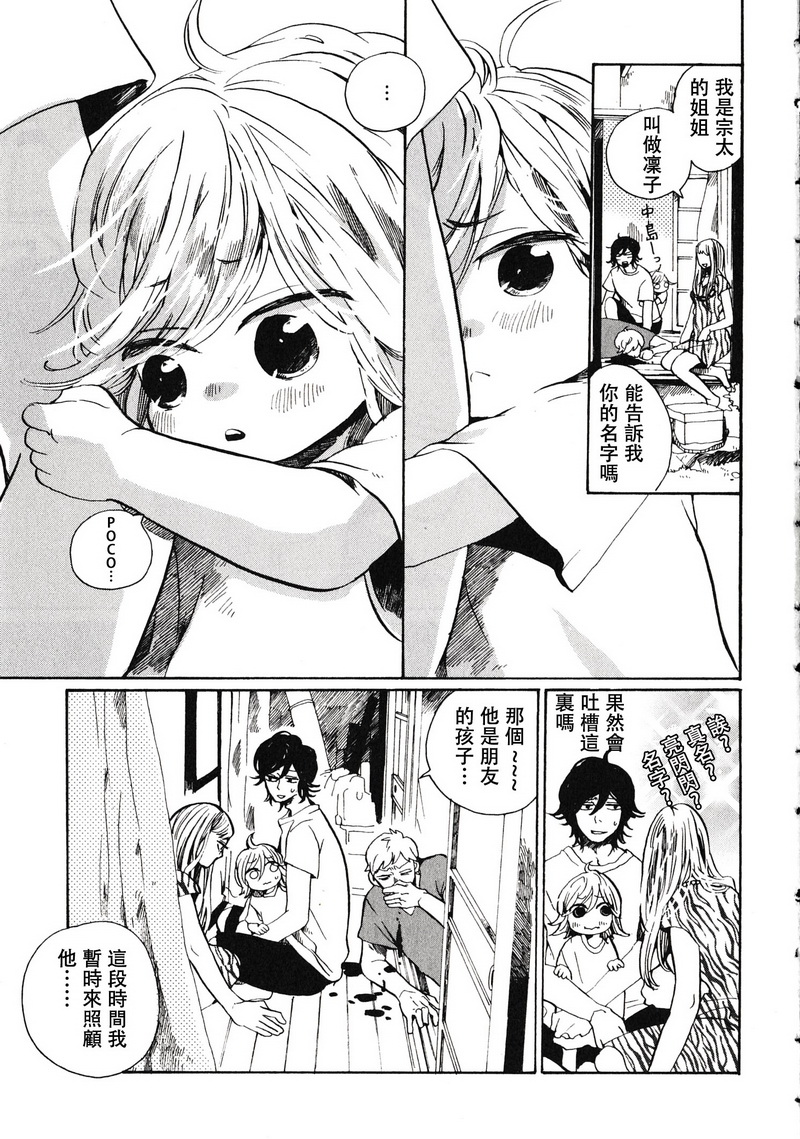 我是宗太
的姐姐
叫做凜子
中島ーっ
能告訴我
你的名字嗎
…
POCO…
誒？
真名？
亮閃閃？
名字？
果然會
吐槽這
裏嗎
那個~~~
他是朋友
的孩子…
這段時間我
暫時來照顧
他……